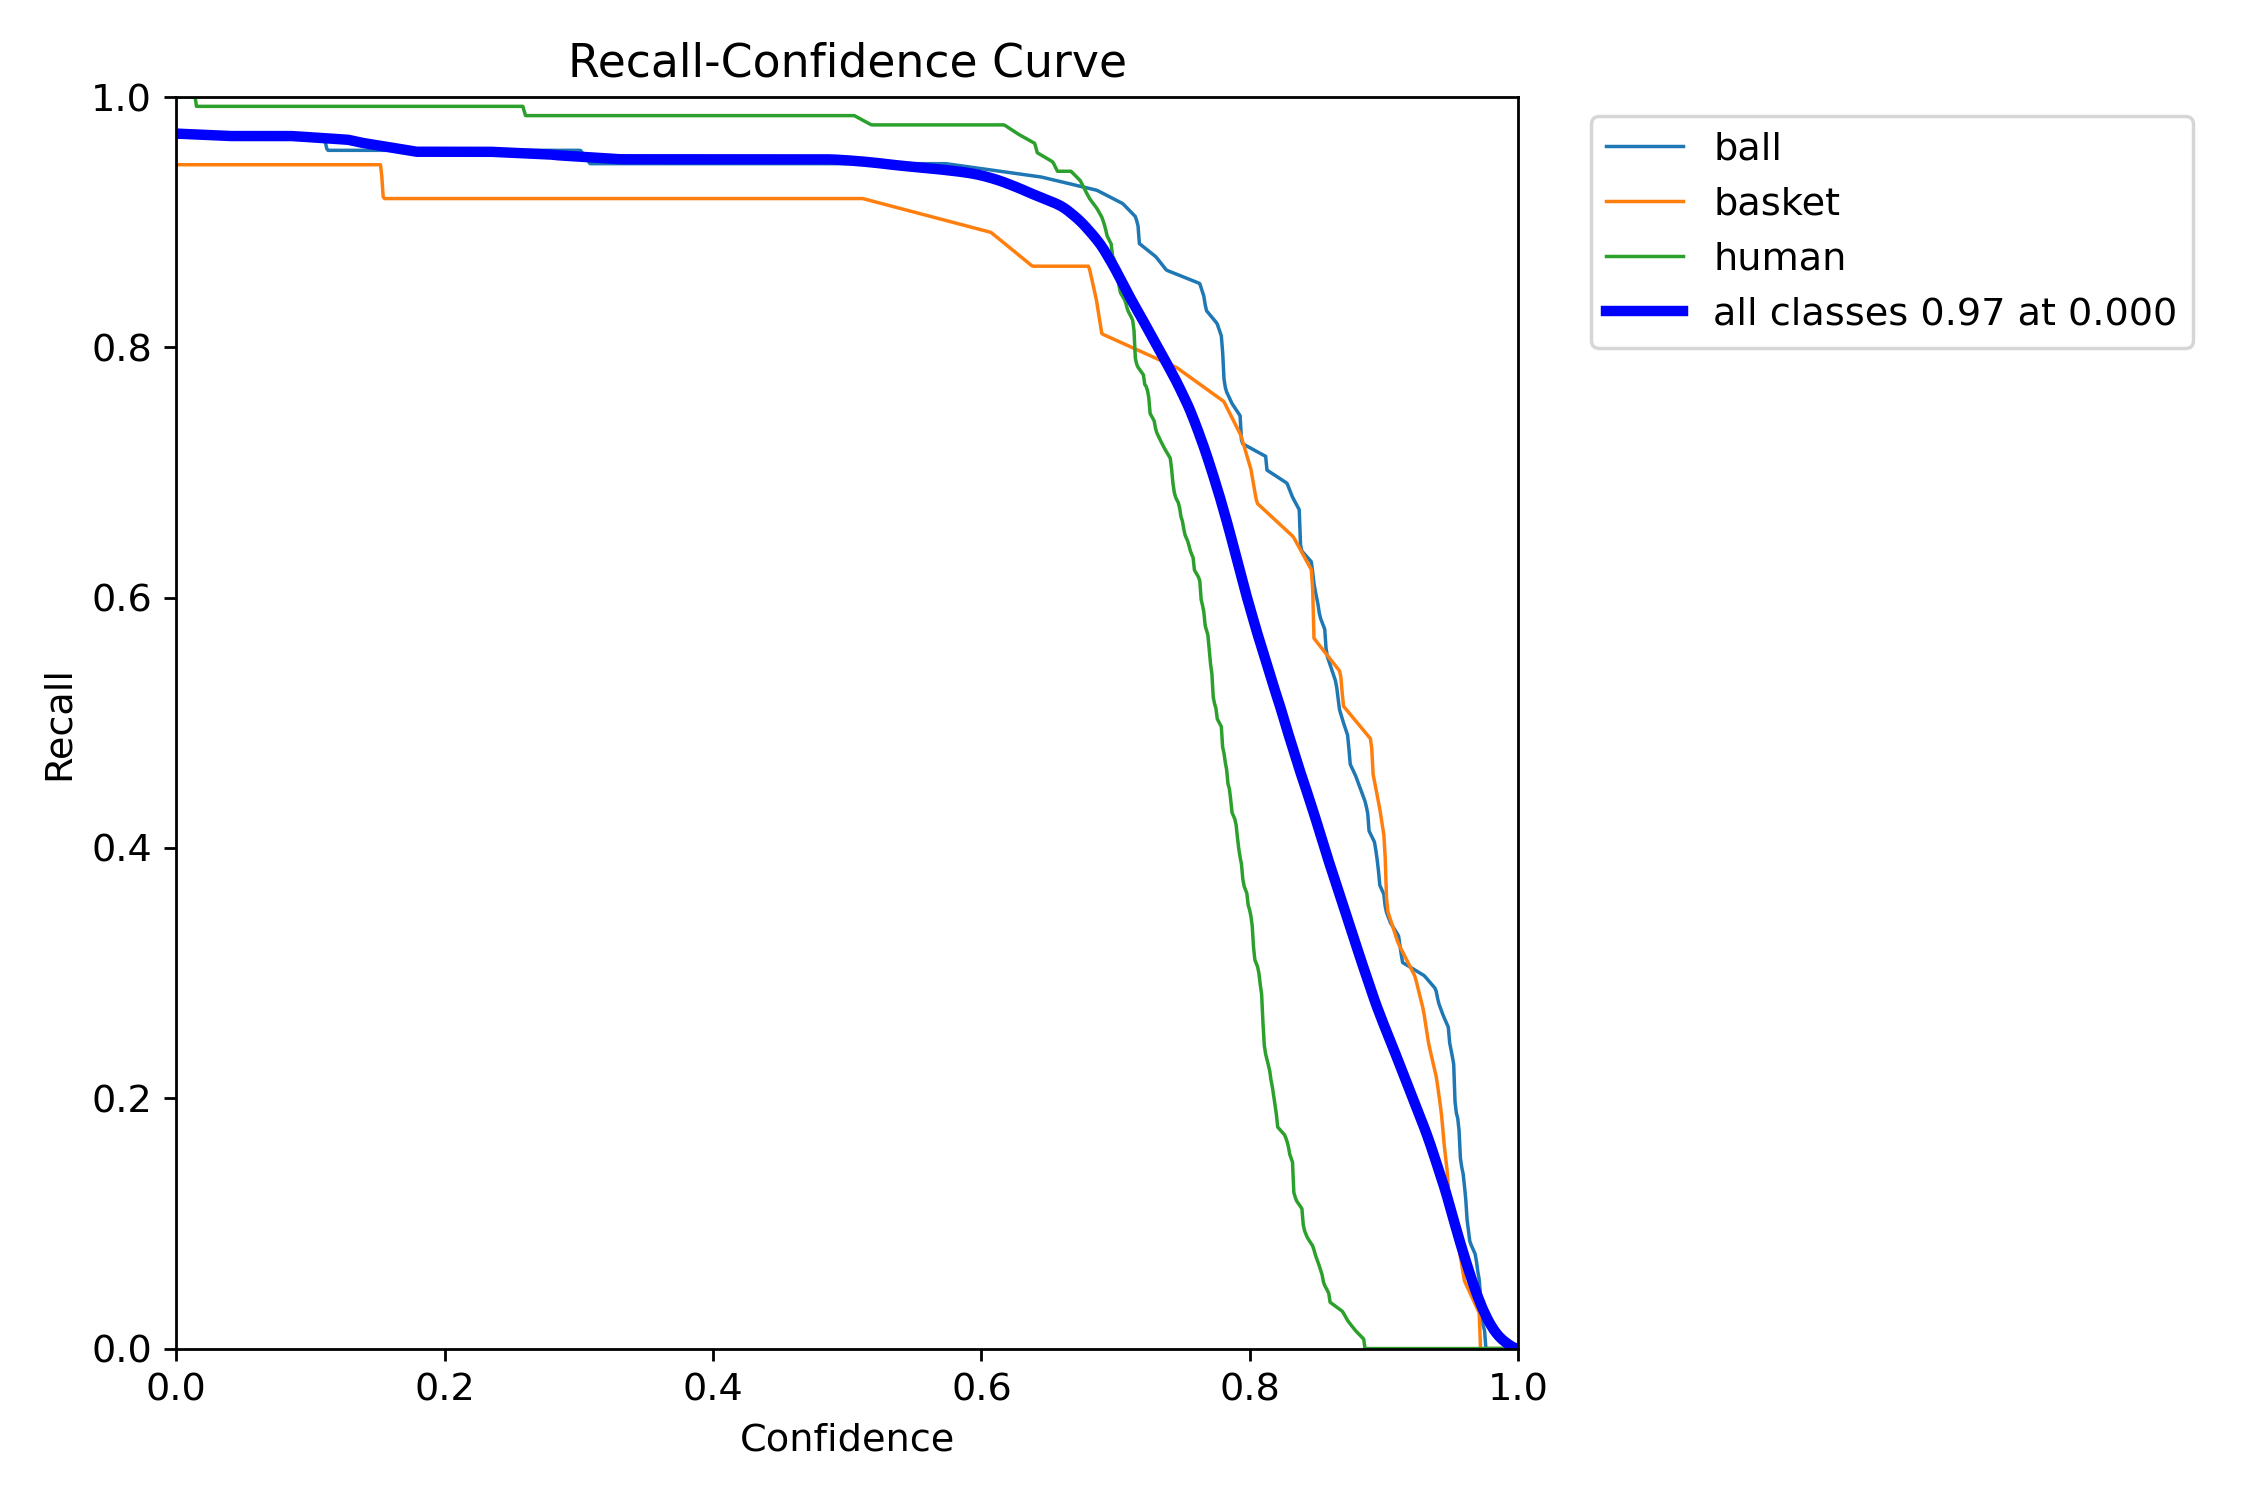 Recall-Confidence Curve
1.0
0.8
0.6
0.4
0.2
0.0
Recall
0.0 0.2 0.4 0.6 0.8 1.0
Confidence
ball
basket
human
all classes 0.97 at 0.000